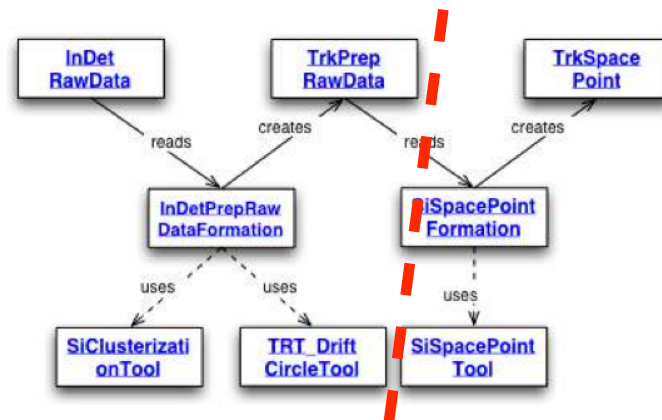 InDet
RawData
TrkPrep
RawData
TrkSpace
Point
reads
creates
reads
creates
InDetPrepRaw
DataFormation
SiSpacePoint
Formation
uses
uses
uses
SiClusterizati
onTool
TRT_Drift
CircleTool
SiSpacePoint
Tool